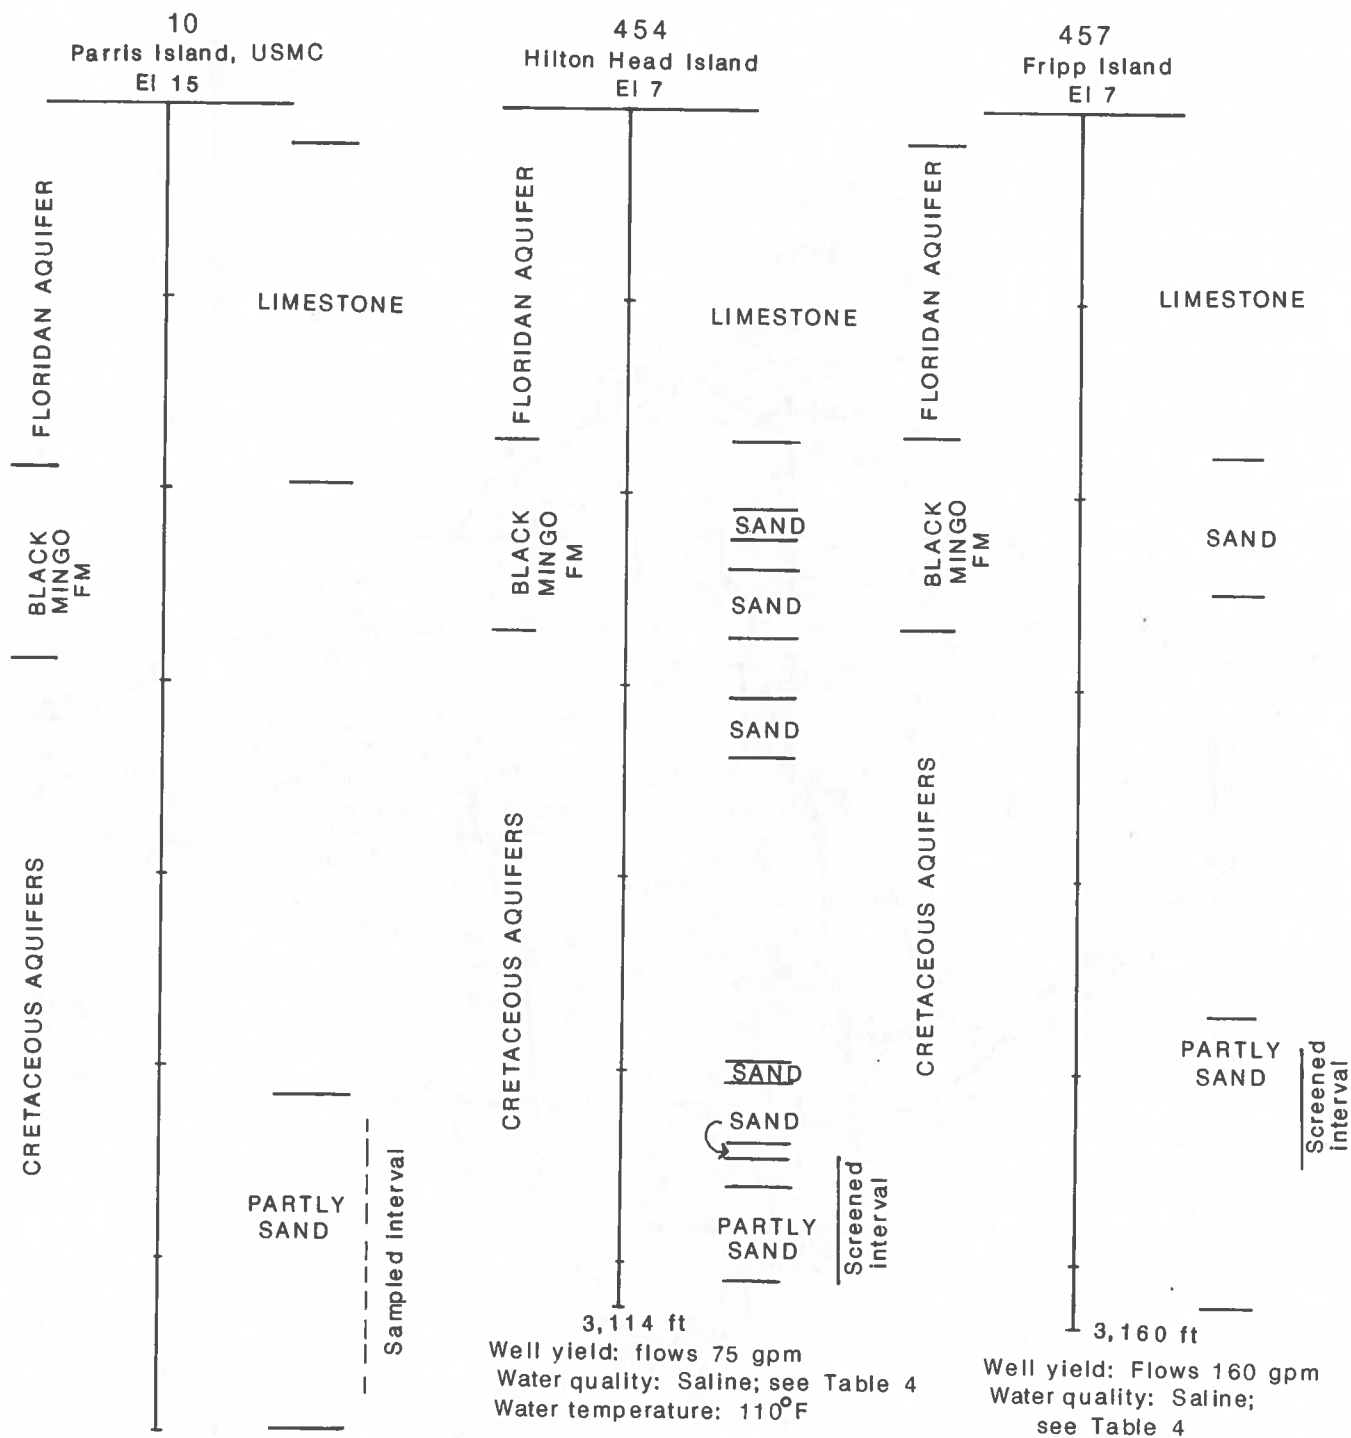 10
Parris Island, USMC
El 15
FLORIDAN AQUIFER
LIMESTONE
BLACK
MINGO
FM
CRETACEOUS AQUIFERS
PARTLY
SAND
Sampled interval
454
Hilton Head Island
El 7
FLORIDAN AQUIFER
LIMESTONE
BLACK
MINGO
FM
SAND
SAND
SAND
CRETACEOUS AQUIFERS
SAND
SAND
PARTLY
SAND
Screened
interval
3,114 ft
Well yield: flows 75 gpm
Water quality: Saline; see Table 4
Water temperature: 110°F
457
Fripp Island
El 7
FLORIDAN AQUIFER
LIMESTONE
BLACK
MINGO
FM
SAND
CRETACEOUS AQUIFERS
PARTLY
SAND
Screened
interval
3,160 ft
Well yield: Flows 160 gpm
Water quality: Saline;
see Table 4